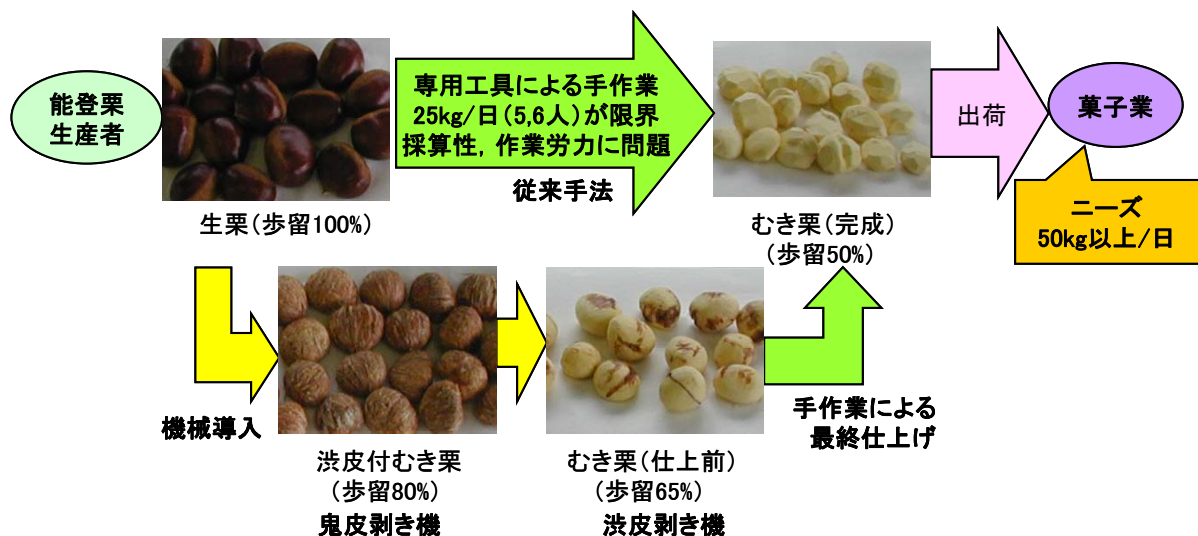 能登栗
生産者
専用工具による手作業
25kg/日(5,6人)が限界
採算性，作業労力に問題
従来手法
出荷
菓子業
ニーズ
50kg以上/日
生栗(歩留100%)
むき栗(完成)
(歩留50%)
機械導入
手作業による
最終仕上げ
渋皮付むき栗
(歩留80%)
鬼皮剥き機
むき栗(仕上前)
(歩留65%)
渋皮剥き機